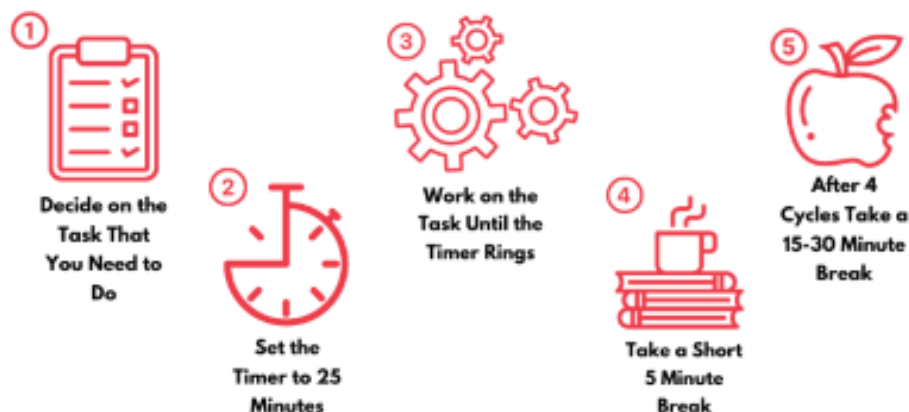 1
Decide on the
Task That
You Need to
Do
2
Set the
Timer to 25
Minutes
3
Work on the
Task Until the
Timer Rings
4
Take a Short
5 Minute
Break
5
After 4
Cycles Take a
15-30 Minute
Break